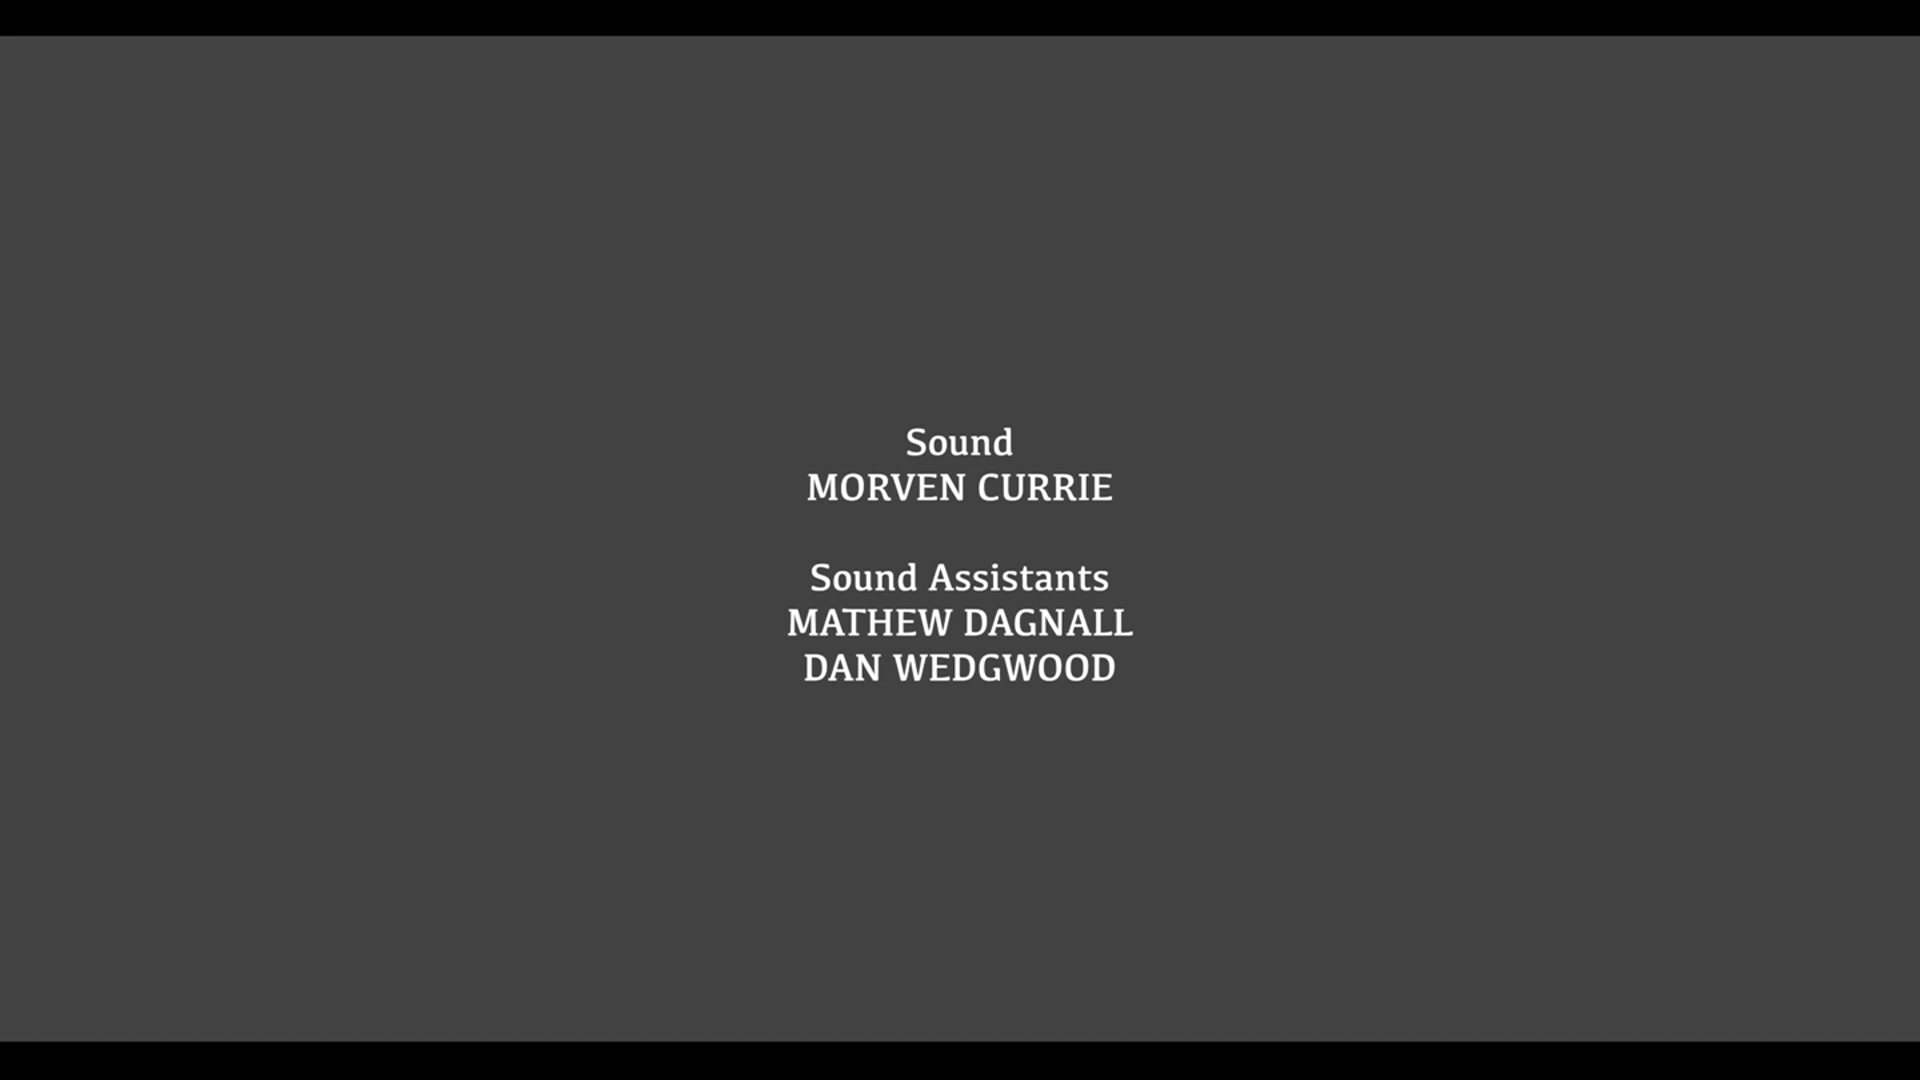 Sound
MORVEN CURRIE
Sound Assistants
MATHEW DAGNALL
DAN WEDGWOOD